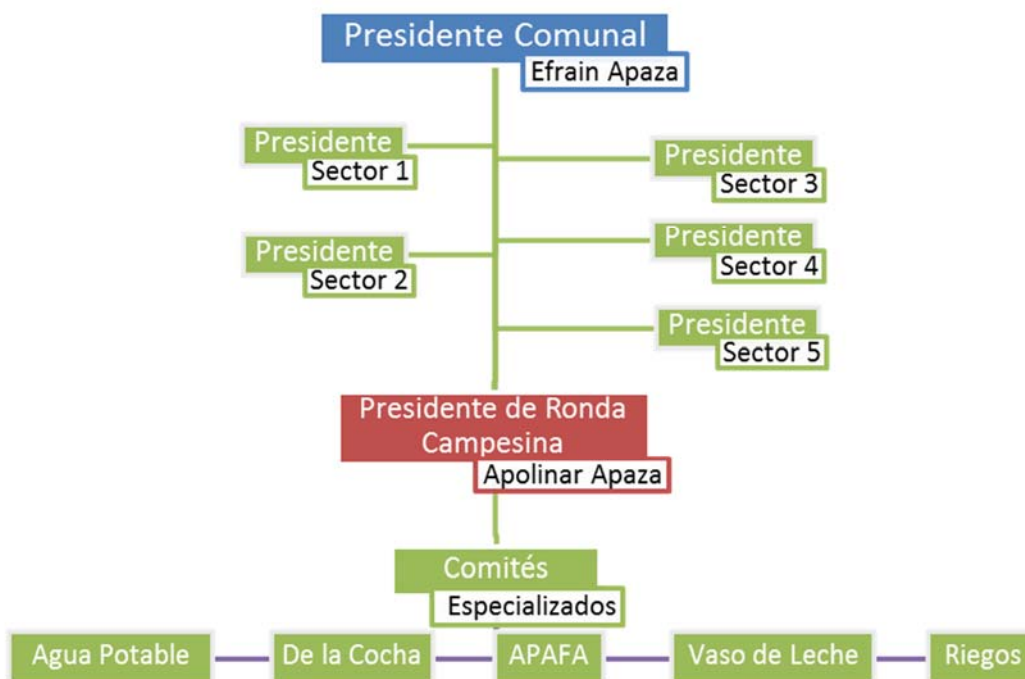 Presidente Comunal
Efrain Apaza
Presidente
Sector 1
Presidente
Sector 3
Presidente
Sector 2
Presidente
Sector 4
Presidente
Sector 5
Presidente de Ronda
Campesina
Apolinar Apaza
Comités
Especializados
Agua Potable
De la Cocha
APAFA
Vaso de Leche
Riegos